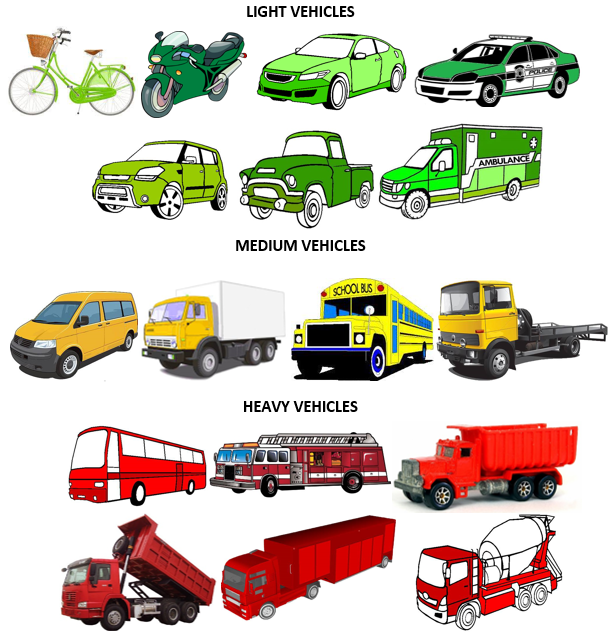 LIGHT VEHICLES
POLICE
AMBULANCE
MEDIUM VEHICLES
SCHOOL BUS
HEAVY VEHICLES